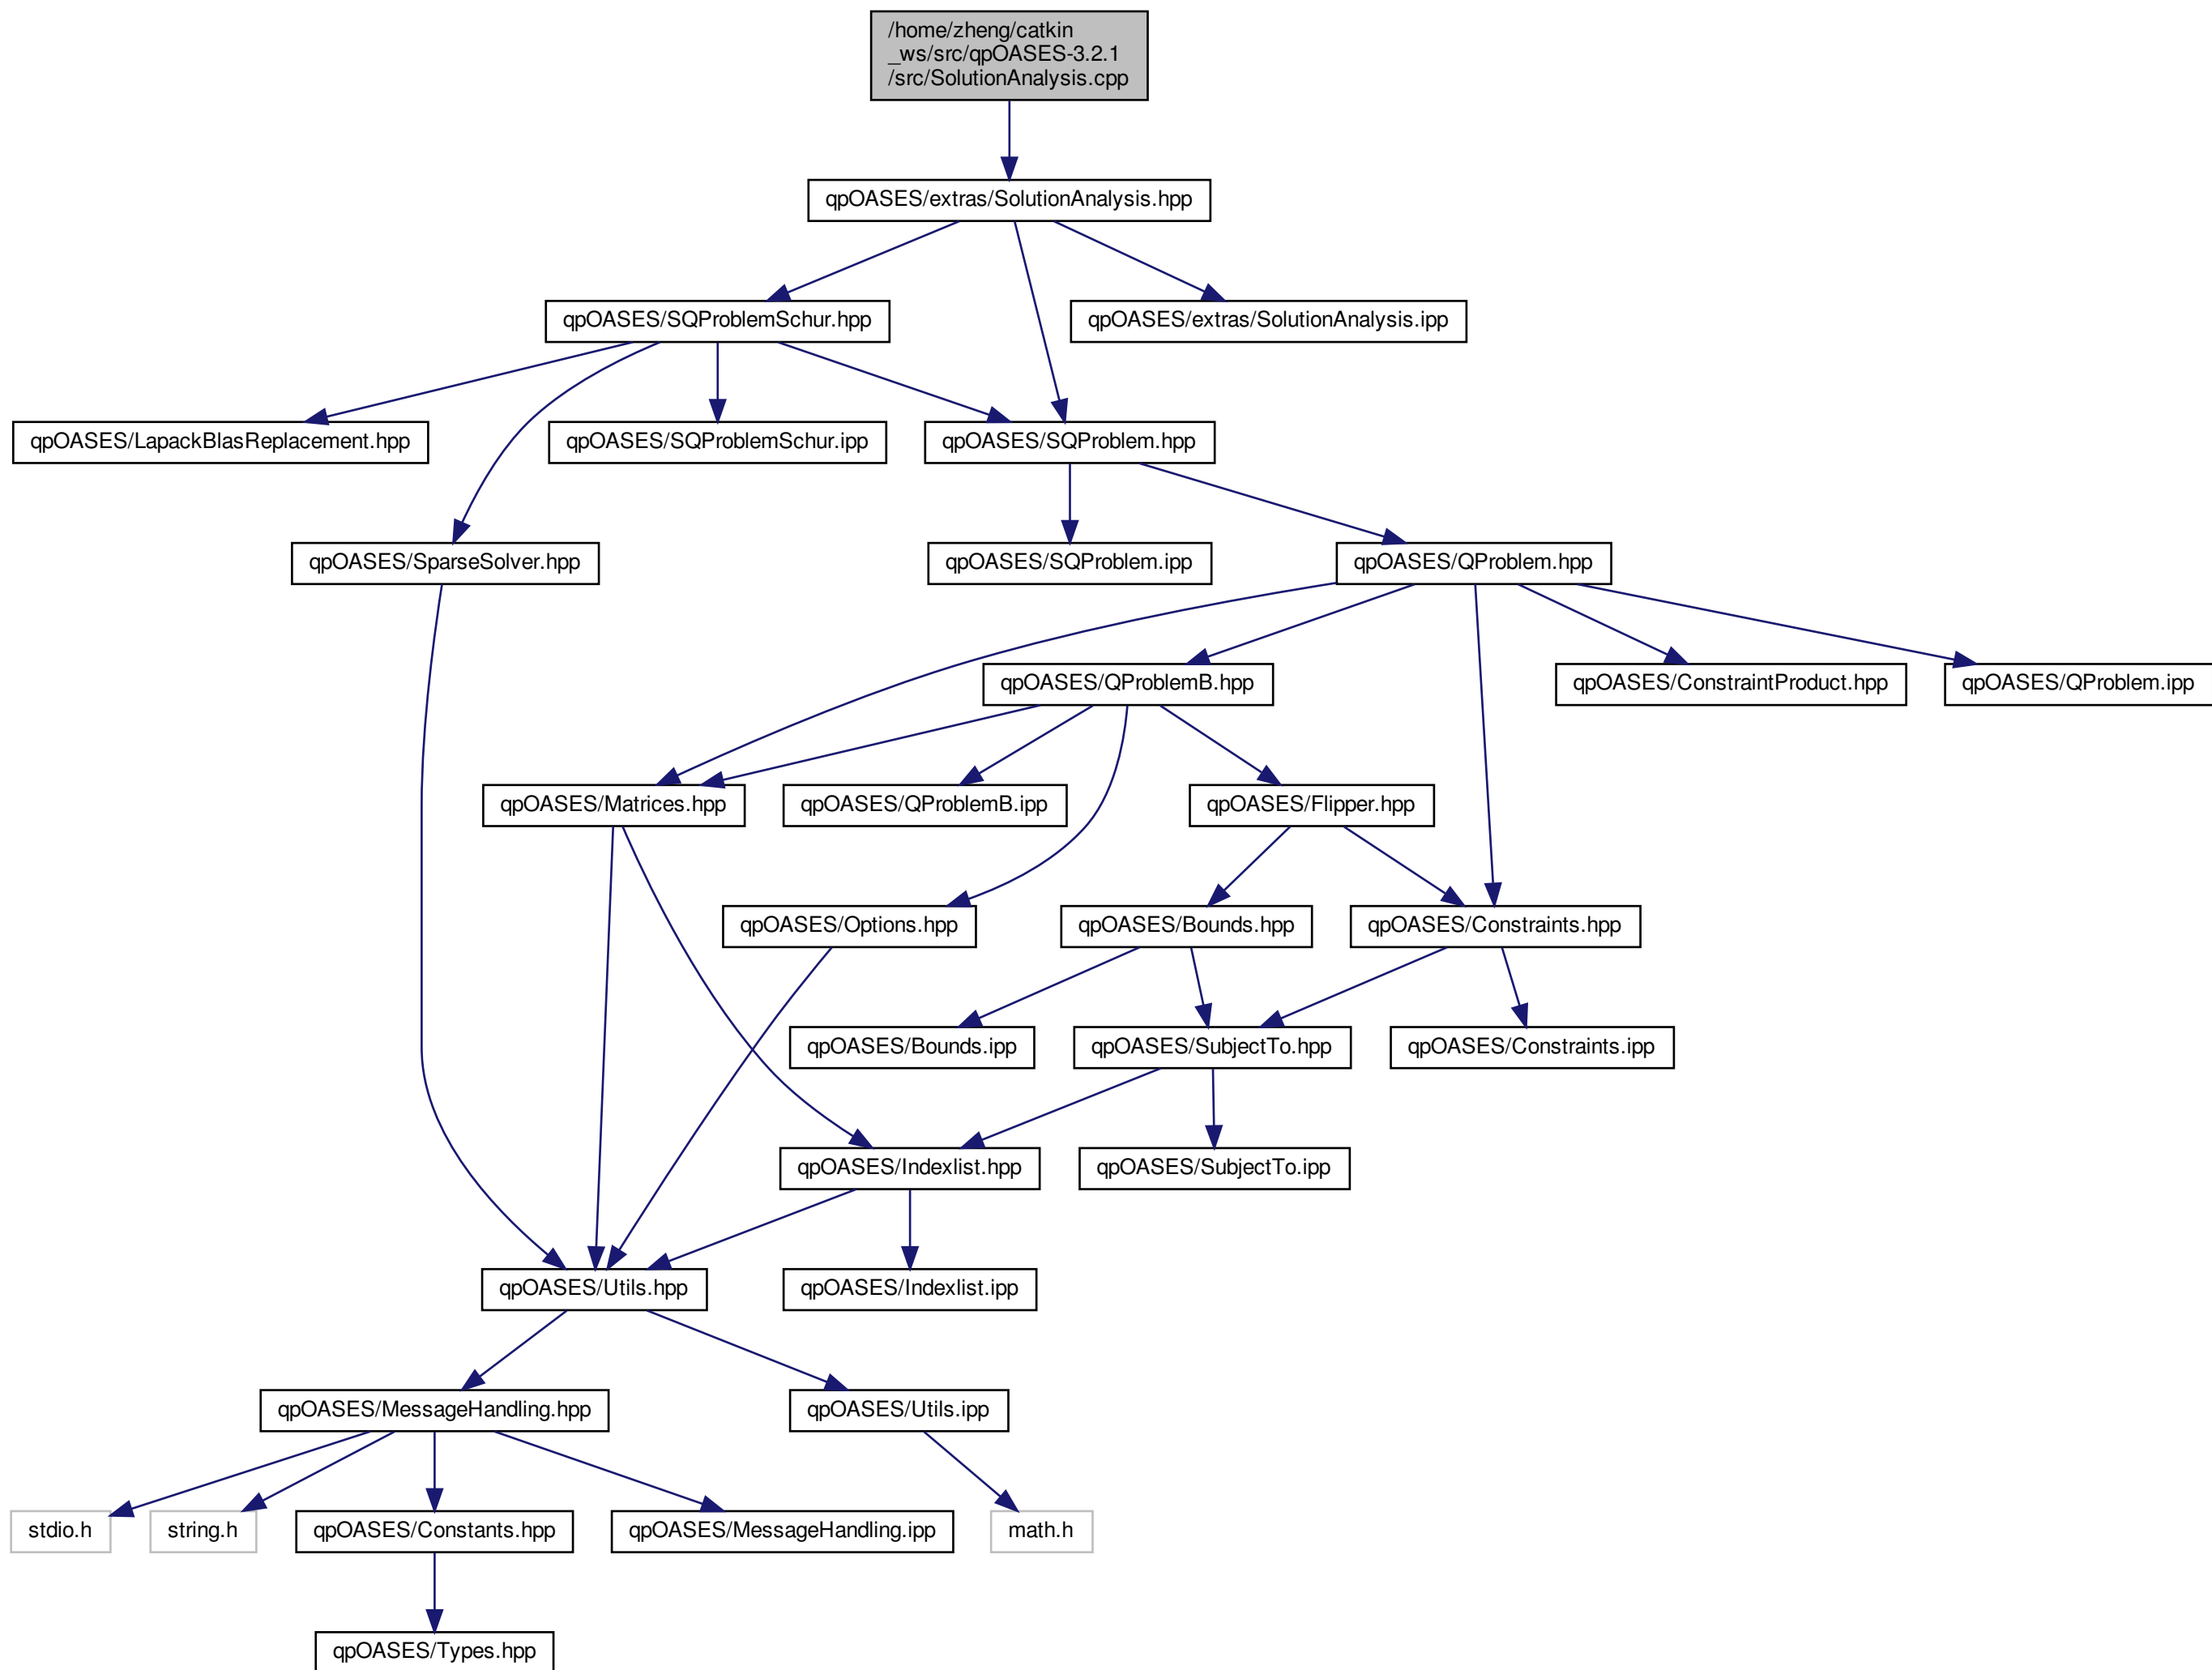 /home/zheng/catkin
_ws/src/qpOASES-3.2.1
/src/SolutionAnalysis.cpp
qpOASES/extras/SolutionAnalysis.hpp
qpOASES/SQProblemSchur.hpp
qpOASES/extras/SolutionAnalysis.ipp
qpOASES/LapackBlasReplacement.hpp
qpOASES/SQProblemSchur.ipp
qpOASES/SQProblem.hpp
qpOASES/SparseSolver.hpp
qpOASES/SQProblem.ipp
qpOASES/QProblem.hpp
qpOASES/QProblemB.hpp
qpOASES/ConstraintProduct.hpp
qpOASES/QProblem.ipp
qpOASES/Matrices.hpp
qpOASES/QProblemB.ipp
qpOASES/Flipper.hpp
qpOASES/Options.hpp
qpOASES/Bounds.hpp
qpOASES/Constraints.hpp
qpOASES/Bounds.ipp
qpOASES/SubjectTo.hpp
qpOASES/Constraints.ipp
qpOASES/Indexlist.hpp
qpOASES/SubjectTo.ipp
qpOASES/Utils.hpp
qpOASES/Indexlist.ipp
qpOASES/MessageHandling.hpp
qpOASES/Utils.ipp
stdio.h
string.h
qpOASES/Constants.hpp
qpOASES/MessageHandling.ipp
math.h
qpOASES/Types.hpp